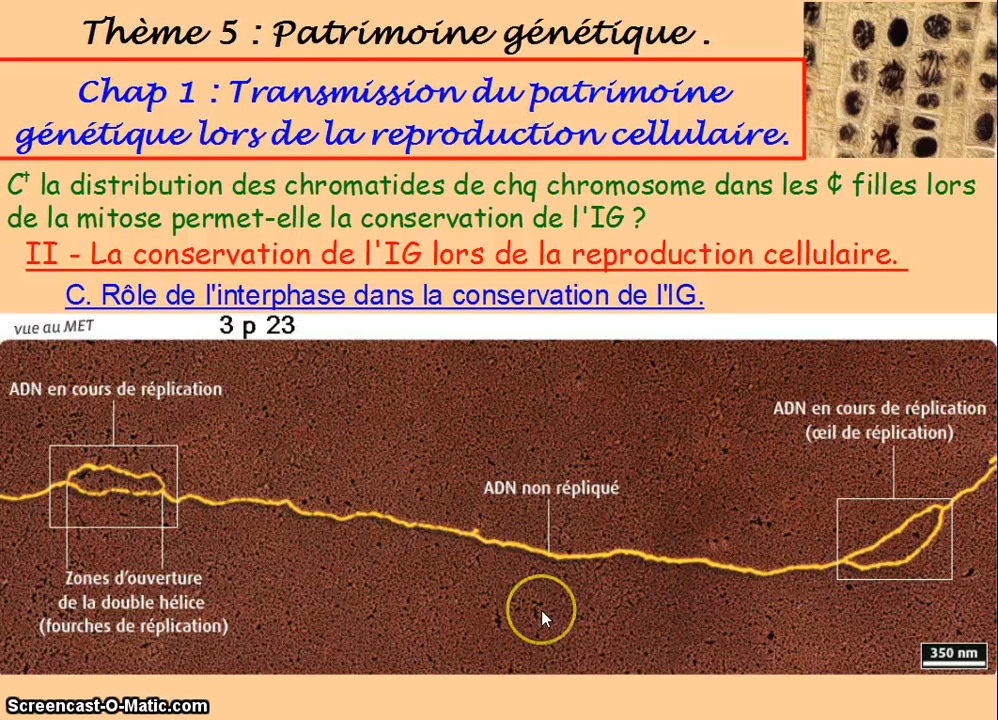 Thème 5 : Patrimoine génétique .
Chap 1 : Transmission du patrimoine
génétique lors de la reproduction cellulaire.
C⁺ la distribution des chromatides de chq chromosome dans les ¢ filles lors
de la mitose permet-elle la conservation de l'IG ?
II - La conservation de l'IG lors de la reproduction cellulaire.
C. Rôle de l'interphase dans la conservation de l'IG.
vue au MET
3 p 23
ADN en cours de réplication
ADN en cours de réplication
(œil de réplication)
ADN non répliqué
Zones d'ouverture
de la double hélice
(fourches de réplication)
350 nm
Screencast-O-Matic.com